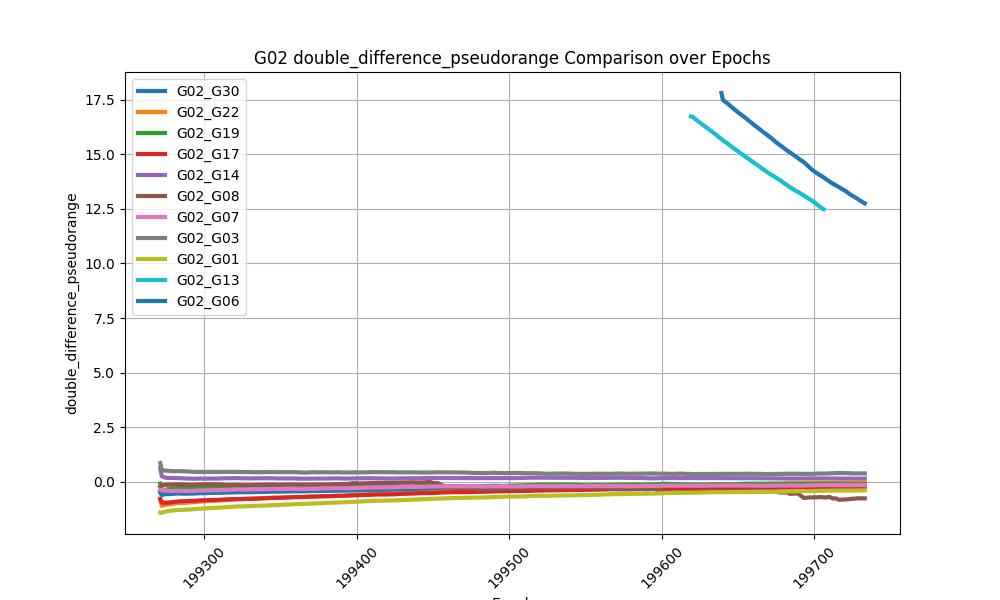 G02 double_difference_pseudorange Comparison over Epochs
double_difference_pseudorange
17.5
15.0
12.5
10.0
7.5
5.0
2.5
0.0
G02_G30
G02_G22
G02_G19
G02_G17
G02_G14
G02_G08
G02_G07
G02_G03
G02_G01
G02_G13
G02_G06
199300
199400
199500
199600
199700